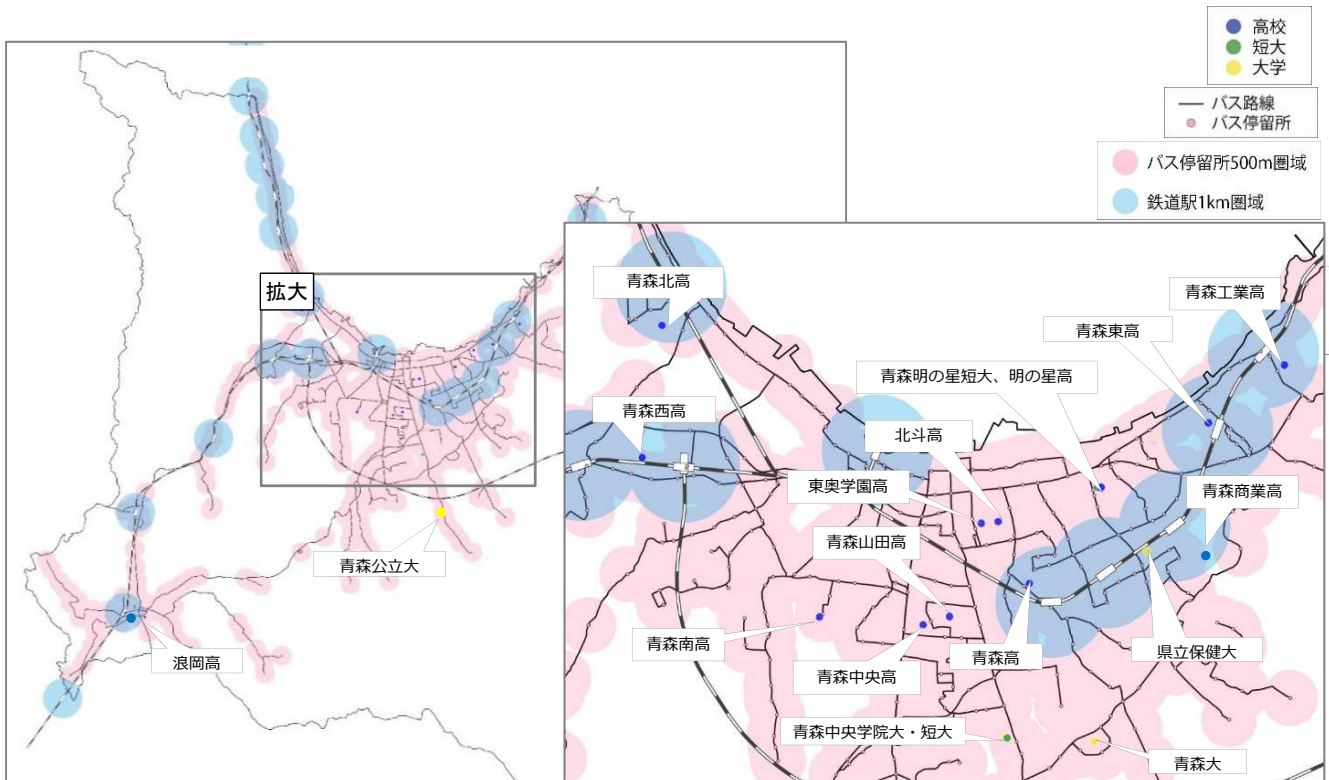 高校
短大
大学
バス路線
バス停留所
バス停留所500m圏域
鉄道駅1km圏域
拡大
青森公立大
浪岡高
青森北高
青森工業高
青森東高
青森明の星短大、明の星高
青森西高
北斗高
東奥学園高
青森商業高
青森山田高
青森南高
青森中央高
青森高
県立保健大
青森中央学院大・短大
青森大